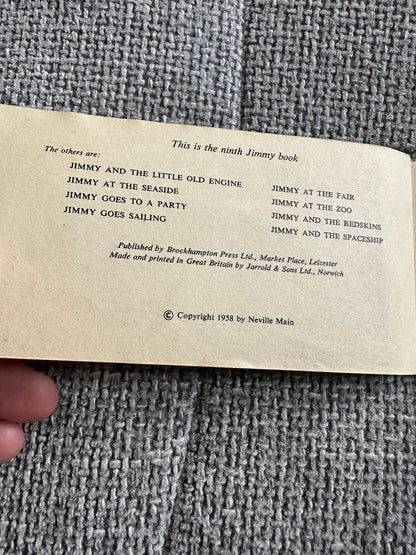 This is the ninth Jimmy book
The others are:
JIMMY AND THE LITTLE OLD ENGINE
JIMMY AT THE SEASIDE
JIMMY GOES TO A PARTY
JIMMY GOES SAILING
JIMMY AT THE FAIR
JIMMY AT THE ZOO
JIMMY AND THE REDSKINS
JIMMY AND THE SPACESHIP
Published by Brockhampton Press Ltd., Market Place, Leicester
Made and printed in Great Britain by Jarrold & Sons Ltd., Norwich
© Copyright 1958 by Neville Main